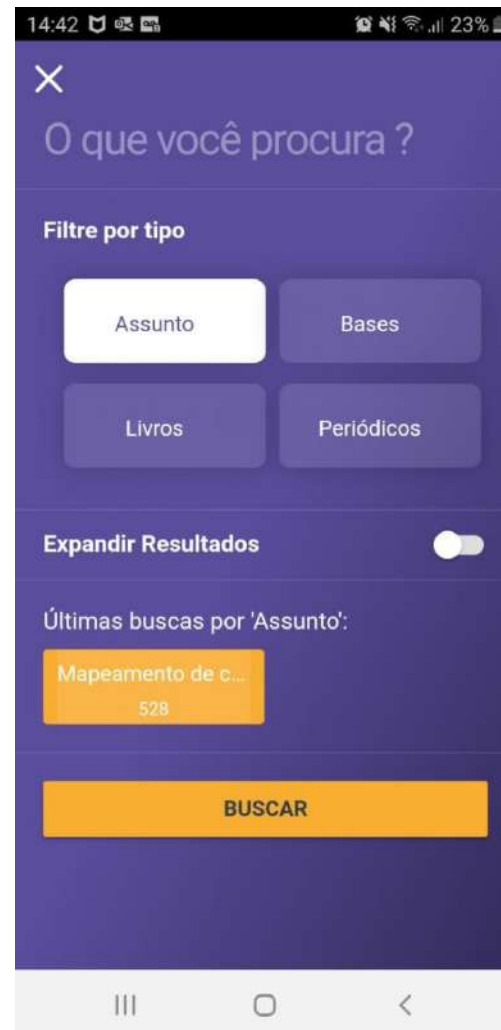 14:42
23%
O que você procura ?
Filtre por tipo
Assunto
Bases
Livros
Periódicos
Expandir Resultados
Últimas buscas por 'Assunto':
Mapeamento de c...
528
BUSCAR